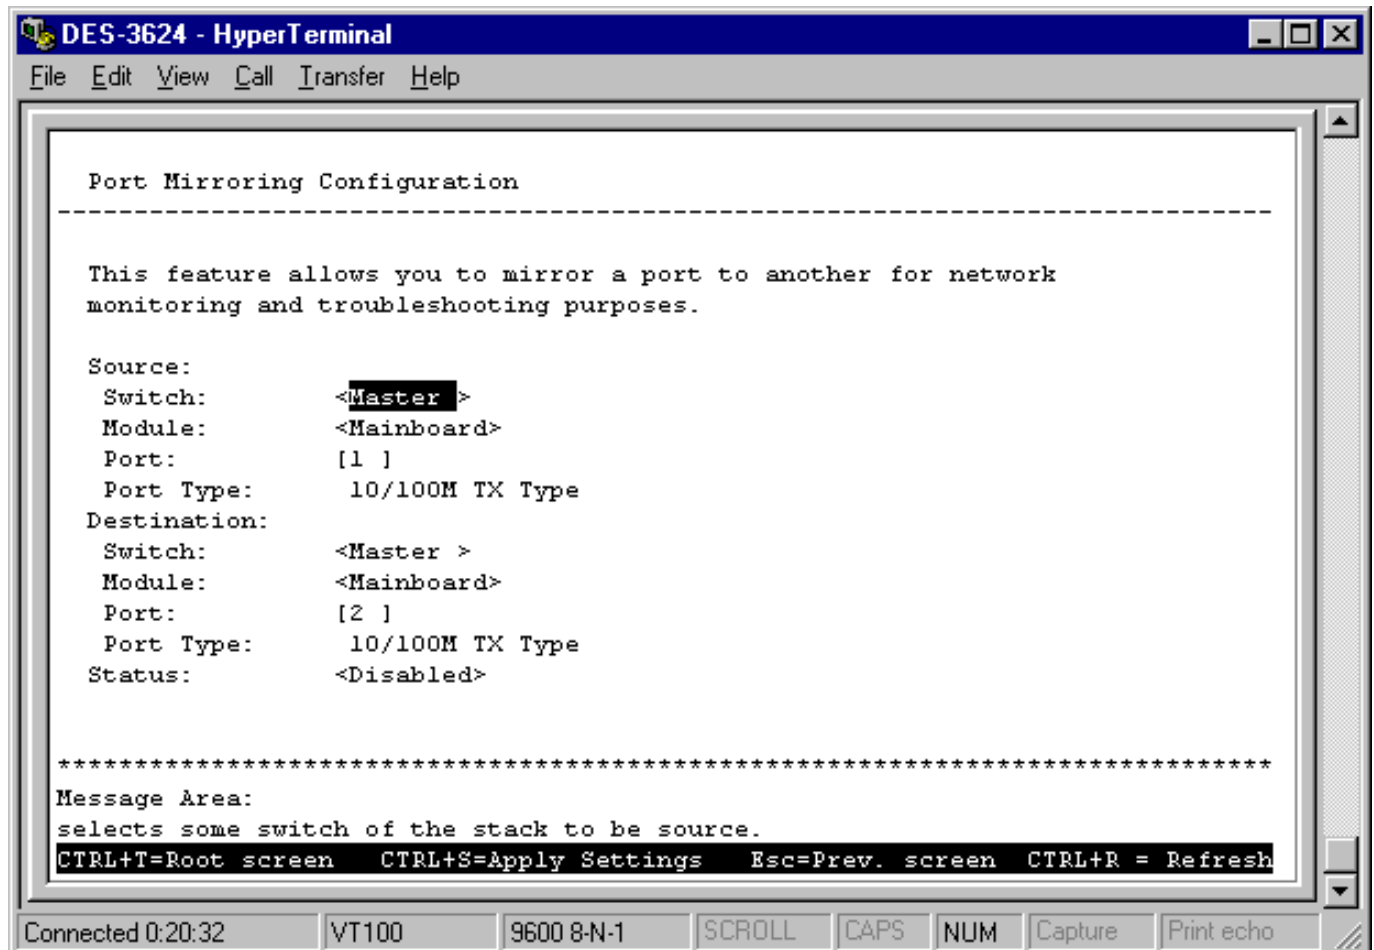 DES-3624 - HyperTerminal
File Edit View Call Transfer Help
Port Mirroring Configuration
-------------------------------------------------------------------------------
This feature allows you to mirror a port to another for network
monitoring and troubleshooting purposes.
Source:
Switch: <Master >
Module: <Mainboard>
Port: [1 ]
Port Type: 10/100M TX Type
Destination:
Switch: <Master >
Module: <Mainboard>
Port: [2 ]
Port Type: 10/100M TX Type
Status: <Disabled>
*******************************************************************************
Message Area:
selects some switch of the stack to be source.
CTRL+T=Root screen CTRL+S=Apply Settings Esc=Prev. screen CTRL+R = Refresh
Connected 0:20:32 VT100 9600 8-N-1 SCROLL CAPS NUM Capture Print echo